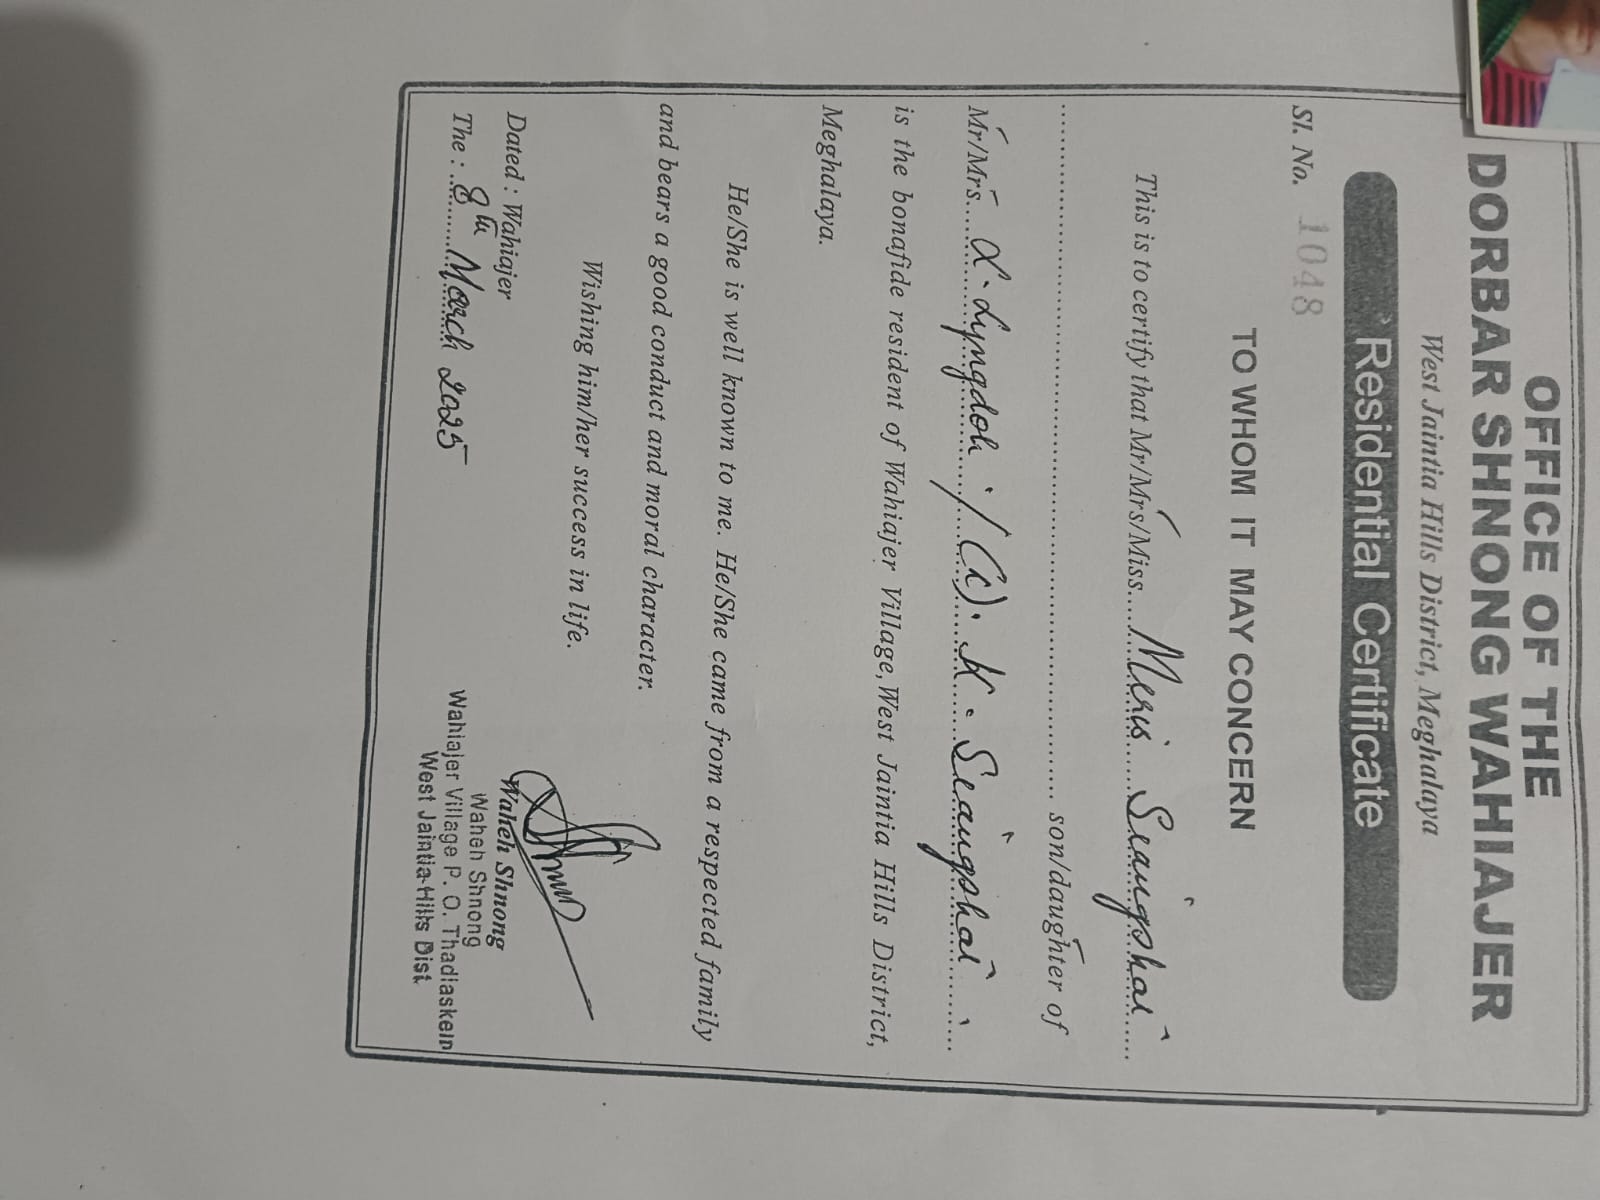 OFFICE OF THE
DORBAR SHNONG WAHIAJER
West Jaintia Hills District, Meghalaya
Residential Certificate
Sl. No. 1048
TO WHOM IT MAY CONCERN
This is to certify that Mr/Mrs/Miss....Meris Seaigshai....
.................................................................... son/daughter of
Mr/Mrs.... L. Lyngdoh / (L). K. Seaigshai ....
is the bonafide resident of Wahiajer Village, West Jaintia Hills District,
Meghalaya.
He/She is well known to me. He/She came from a respected family
and bears a good conduct and moral character.
Wishing him/her success in life.
Dated : Wahiajer
The : 8th March 2025
Waheh Shnong
Waheh Shnong
Wahiajer Village P. O. Thadiaskein
West Jaintia Hills Dist